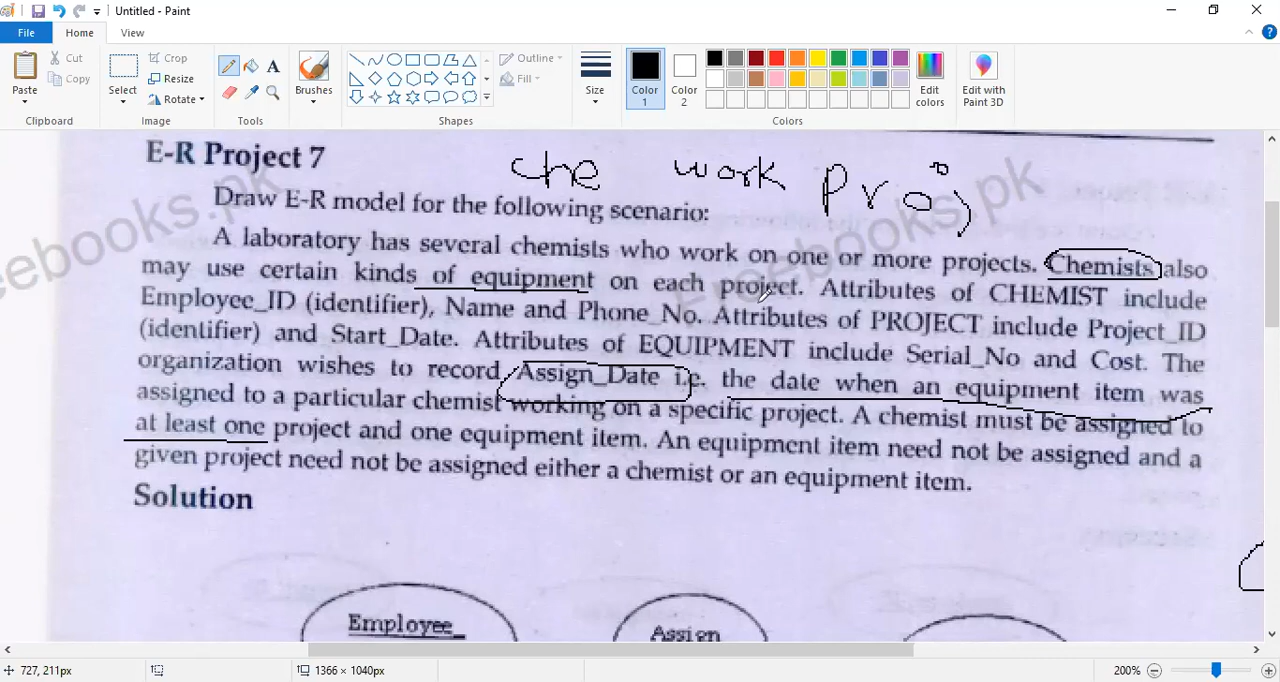 Untitled - Paint
File Home View
Paste Cut Copy Clipboard
Select Crop Resize Rotate Image
Tools
Brushes
Shapes Outline Fill
Size
Color 1
Color 2
Edit colors
Colors
Edit with Paint 3D
E-R Project 7
che work Proj
Draw E-R model for the following scenario:
A laboratory has several chemists who work on one or more projects. Chemists also
may use certain kinds of equipment on each project. Attributes of CHEMIST include
Employee_ID (identifier), Name and Phone_No. Attributes of PROJECT include Project_ID
(identifier) and Start_Date. Attributes of EQUIPMENT include Serial_No and Cost. The
organization wishes to record Assign_Date i.e. the date when an equipment item was
assigned to a particular chemist working on a specific project. A chemist must be assigned to
at least one project and one equipment item. An equipment item need not be assigned and a
given project need not be assigned either a chemist or an equipment item.
Solution
Employee_
Assign
freebooks.pk
Freebooks.pk
727, 211px
1366 × 1040px
200%